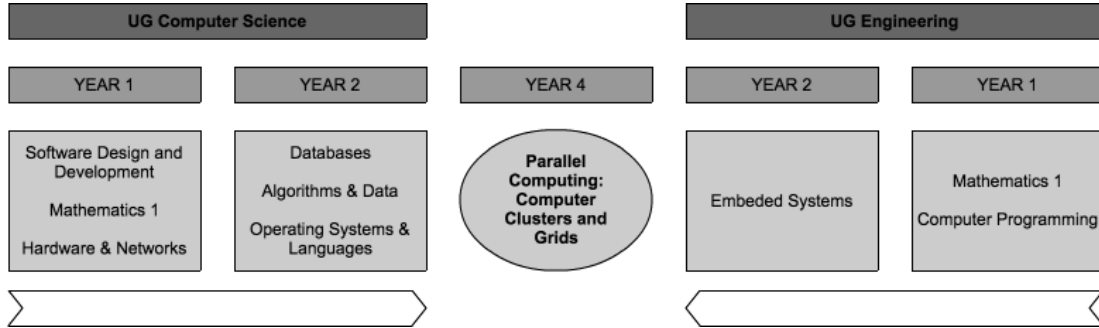 UG Computer Science
UG Engineering
YEAR 1
YEAR 2
YEAR 4
YEAR 2
YEAR 1
Software Design and
Development
Mathematics 1
Hardware & Networks
Databases
Algorithms & Data
Operating Systems &
Languages
Parallel
Computing:
Computer
Clusters and
Grids
Embeded Systems
Mathematics 1
Computer Programming